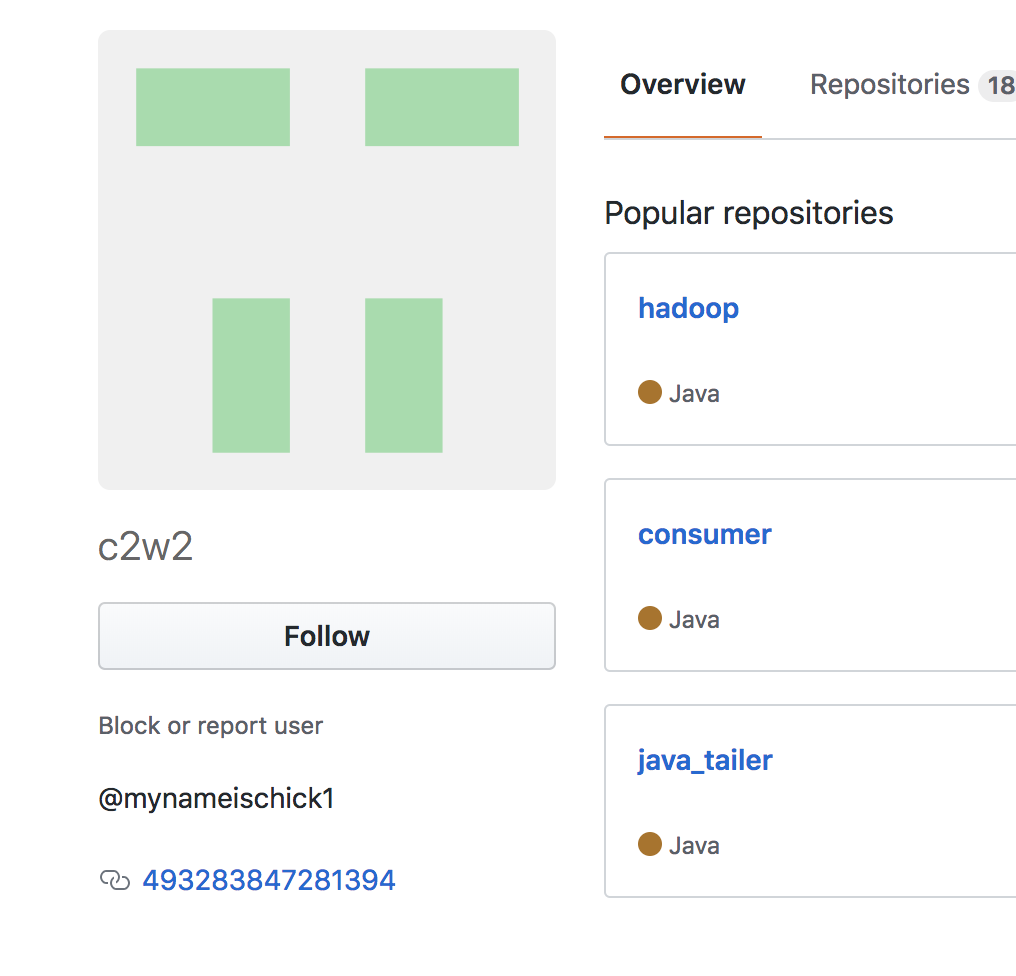 Overview
Repositories 18
Popular repositories
hadoop
Java
consumer
Java
java_tailer
Java
c2w2
Follow
Block or report user
@mynameischick1
493283847281394